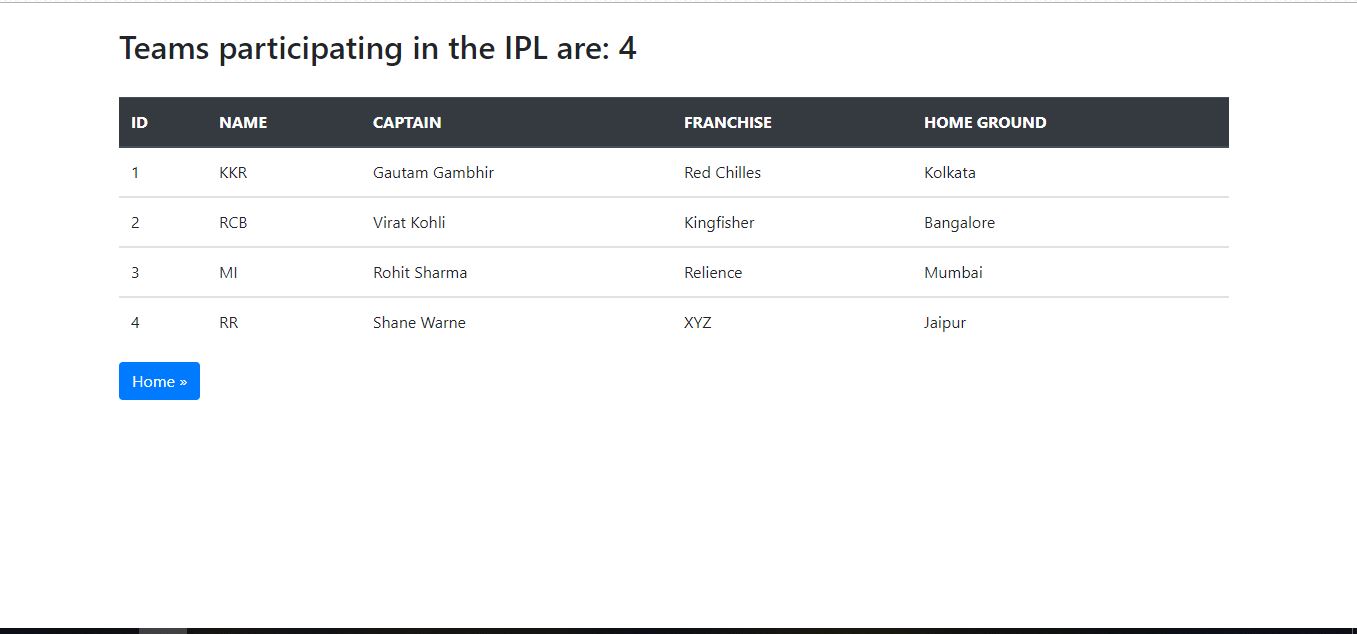 Teams participating in the IPL are: 4
ID NAME CAPTAIN FRANCHISE HOME GROUND
1 KKR Gautam Gambhir Red Chilles Kolkata
2 RCB Virat Kohli Kingfisher Bangalore
3 MI Rohit Sharma Relience Mumbai
4 RR Shane Warne XYZ Jaipur
Home »